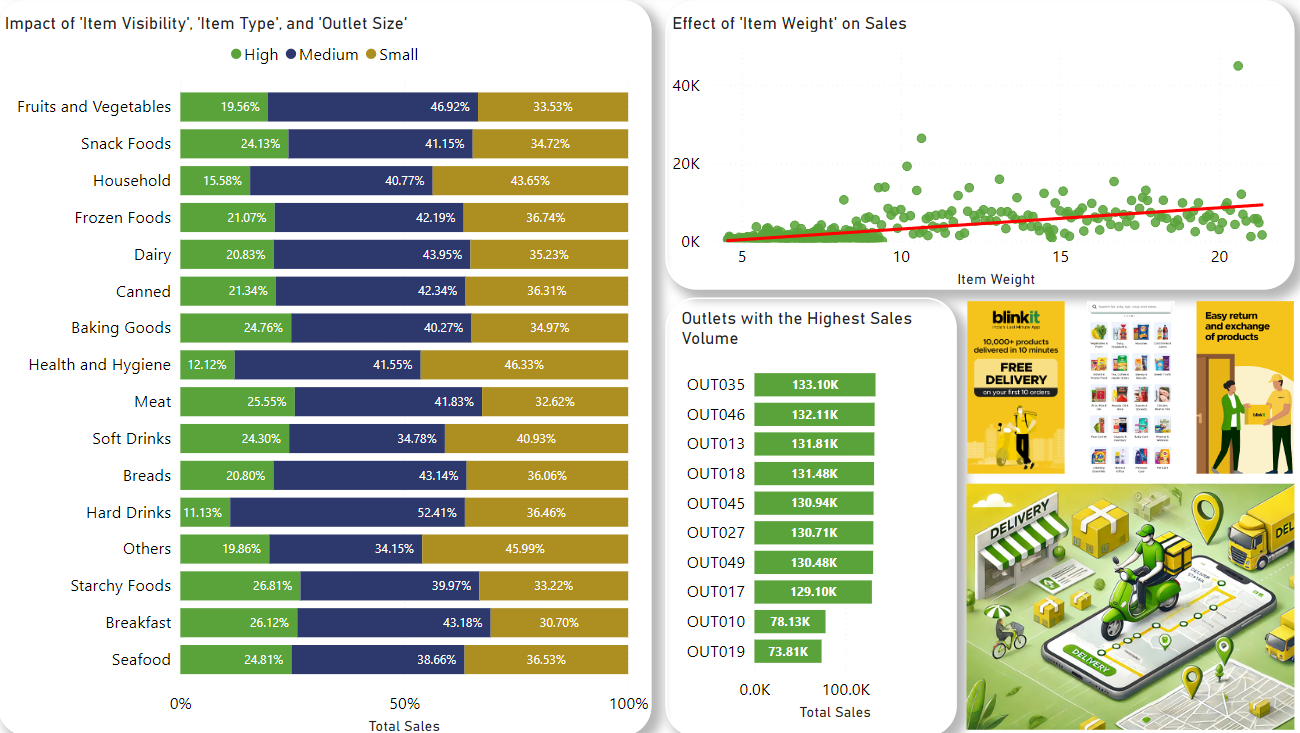 Impact of 'Item Visibility', 'Item Type', and 'Outlet Size'
High Medium Small
Fruits and Vegetables 19.56% 46.92% 33.53%
Snack Foods 24.13% 41.15% 34.72%
Household 15.58% 40.77% 43.65%
Frozen Foods 21.07% 42.19% 36.74%
Dairy 20.83% 43.95% 35.23%
Canned 21.34% 42.34% 36.31%
Baking Goods 24.76% 40.27% 34.97%
Health and Hygiene 12.12% 41.55% 46.33%
Meat 25.55% 41.83% 32.62%
Soft Drinks 24.30% 34.78% 40.93%
Breads 20.80% 43.14% 36.06%
Hard Drinks 11.13% 52.41% 36.46%
Others 19.86% 34.15% 45.99%
Starchy Foods 26.81% 39.97% 33.22%
Breakfast 26.12% 43.18% 30.70%
Seafood 24.81% 38.66% 36.53%
0% 50% 100%
Total Sales
Effect of 'Item Weight' on Sales
40K
20K
0K
5 10 15 20
Item Weight
Outlets with the Highest Sales
Volume
OUT035 133.10K
OUT046 132.11K
OUT013 131.81K
OUT018 131.48K
OUT045 130.94K
OUT027 130.71K
OUT049 130.48K
OUT017 129.10K
OUT010 78.13K
OUT019 73.81K
0.0K 100.0K
Total Sales
blinkit
India's Last Minute App
10,000+ products
delivered in 10 minutes
FREE
DELIVERY
on your first 10 orders
Easy return
and exchange
of products
blinkit
DELIVERY
DEL
DELIVERY